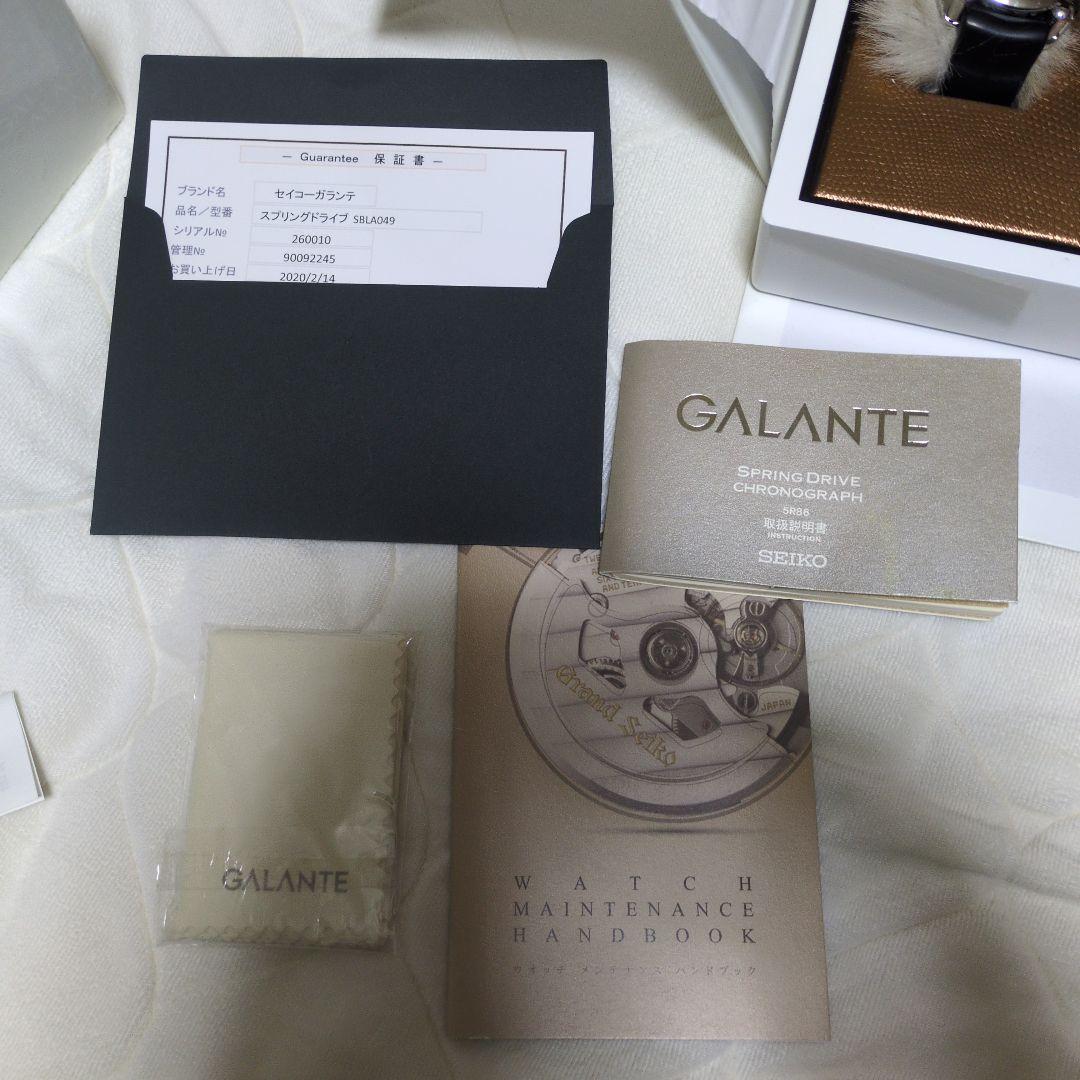 — Guarantee 保 証 書 —
ブランド名 セイコーガランテ
品名／型番 スプリングドライブ SBLA049
シリアル№ 260010
管理№ 90092245
お買い上げ日 2020/2/14
GALANTE
SPRING DRIVE
CHRONOGRAPH
5R86
取扱説明書
INSTRUCTION
SEIKO
AND
Grand Seiko
JAPAN
WATCH
MAINTENANCE
HANDBOOK
ウオッチ メンテナンス ハンドブック
GALANTE